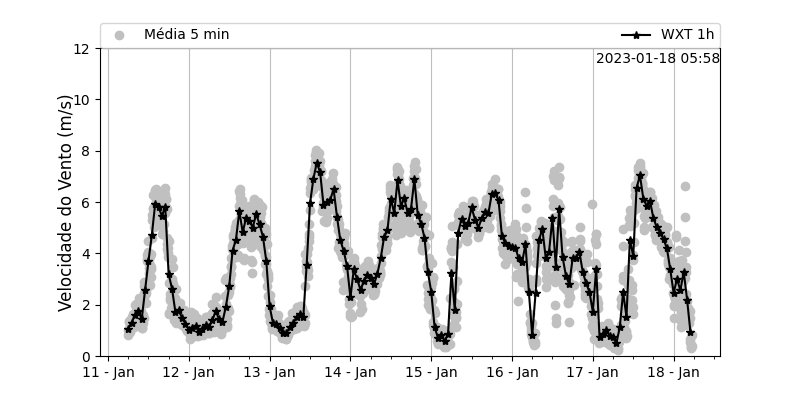 Média 5 min
WXT 1h
2023-01-18 05:58
Velocidade do Vento (m/s)
12
10
8
6
4
2
0
11 - Jan
12 - Jan
13 - Jan
14 - Jan
15 - Jan
16 - Jan
17 - Jan
18 - Jan